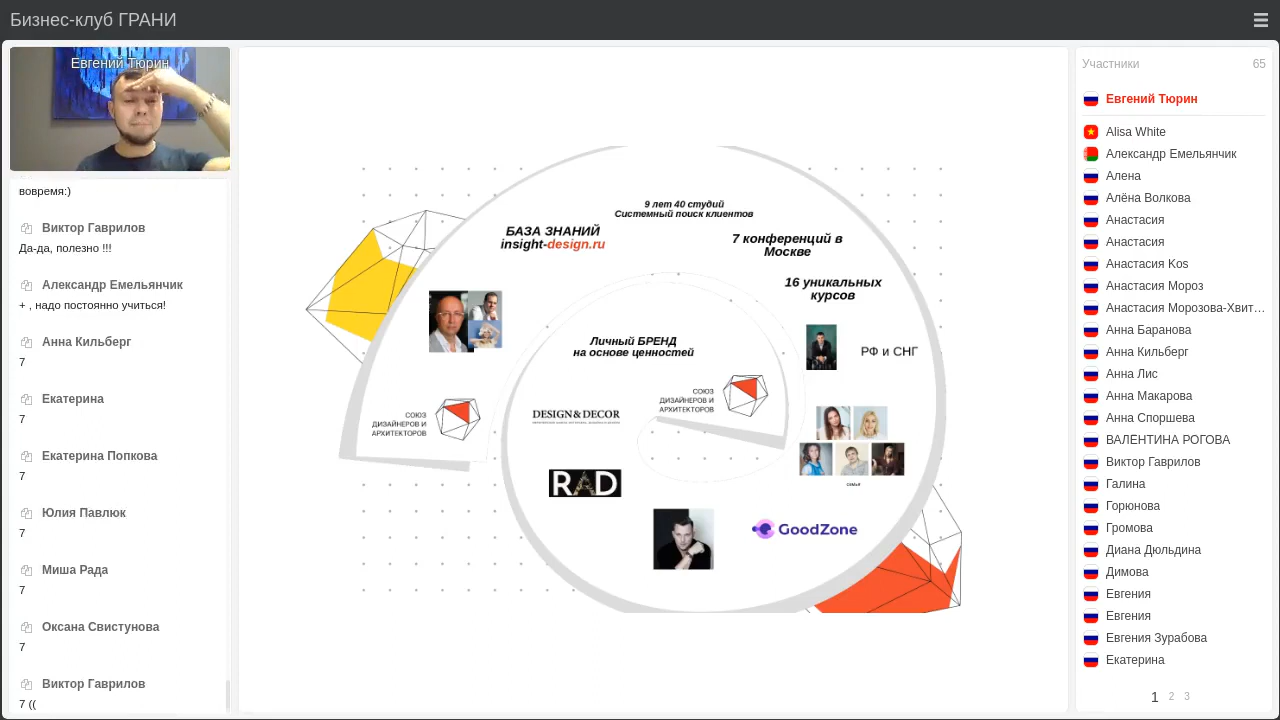 Бизнес-клуб ГРАНИ
Евгений Тюрин
вовремя:)
Виктор Гаврилов
Да-да, полезно !!!
Александр Емельянчик
+ , надо постоянно учиться!
Анна Кильберг
7
Екатерина
7
Екатерина Попкова
7
Юлия Павлюк
7
Миша Рада
7
Оксана Свистунова
7
Виктор Гаврилов
7 ((
9 лет 40 студий
Системный поиск клиентов
БАЗА ЗНАНИЙ
insight-design.ru
7 конференций в
Москве
16 уникальных
курсов
Личный БРЕНД
на основе ценностей
РФ и СНГ
СОЮЗ
ДИЗАЙНЕРОВ И
АРХИТЕКТОРОВ
DESIGN & DECOR
СОЮЗ
ДИЗАЙНЕРОВ И
АРХИТЕКТОРОВ
RAD
GoodZone
Участники 65
Евгений Тюрин
Alisa White
Александр Емельянчик
Алена
Алёна Волкова
Анастасия
Анастасия
Анастасия Kos
Анастасия Мороз
Анастасия Морозова-Хвит…
Анна Баранова
Анна Кильберг
Анна Лис
Анна Макарова
Анна Споршева
ВАЛЕНТИНА РОГОВА
Виктор Гаврилов
Галина
Горюнова
Громова
Диана Дюльдина
Димова
Евгения
Евгения
Евгения Зурабова
Екатерина
1 2 3